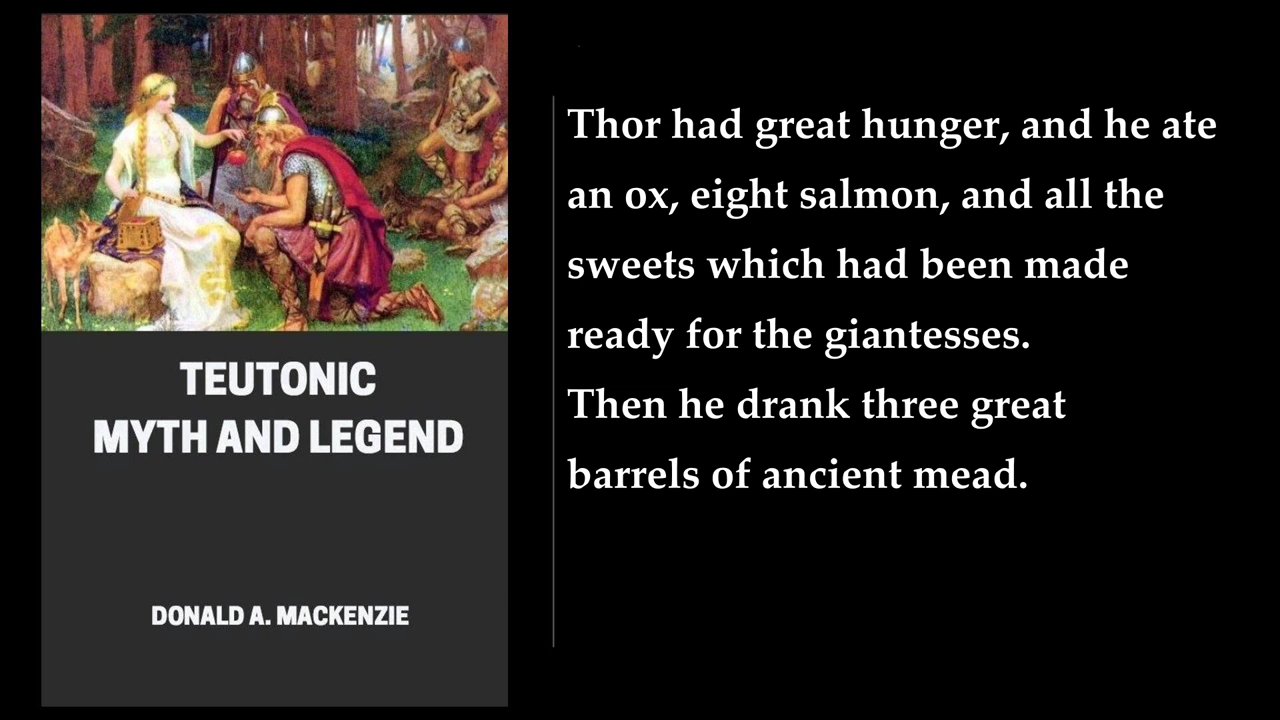 TEUTONIC
MYTH AND LEGEND
DONALD A. MACKENZIE
Thor had great hunger, and he ate
an ox, eight salmon, and all the
sweets which had been made
ready for the giantesses.
Then he drank three great
barrels of ancient mead.